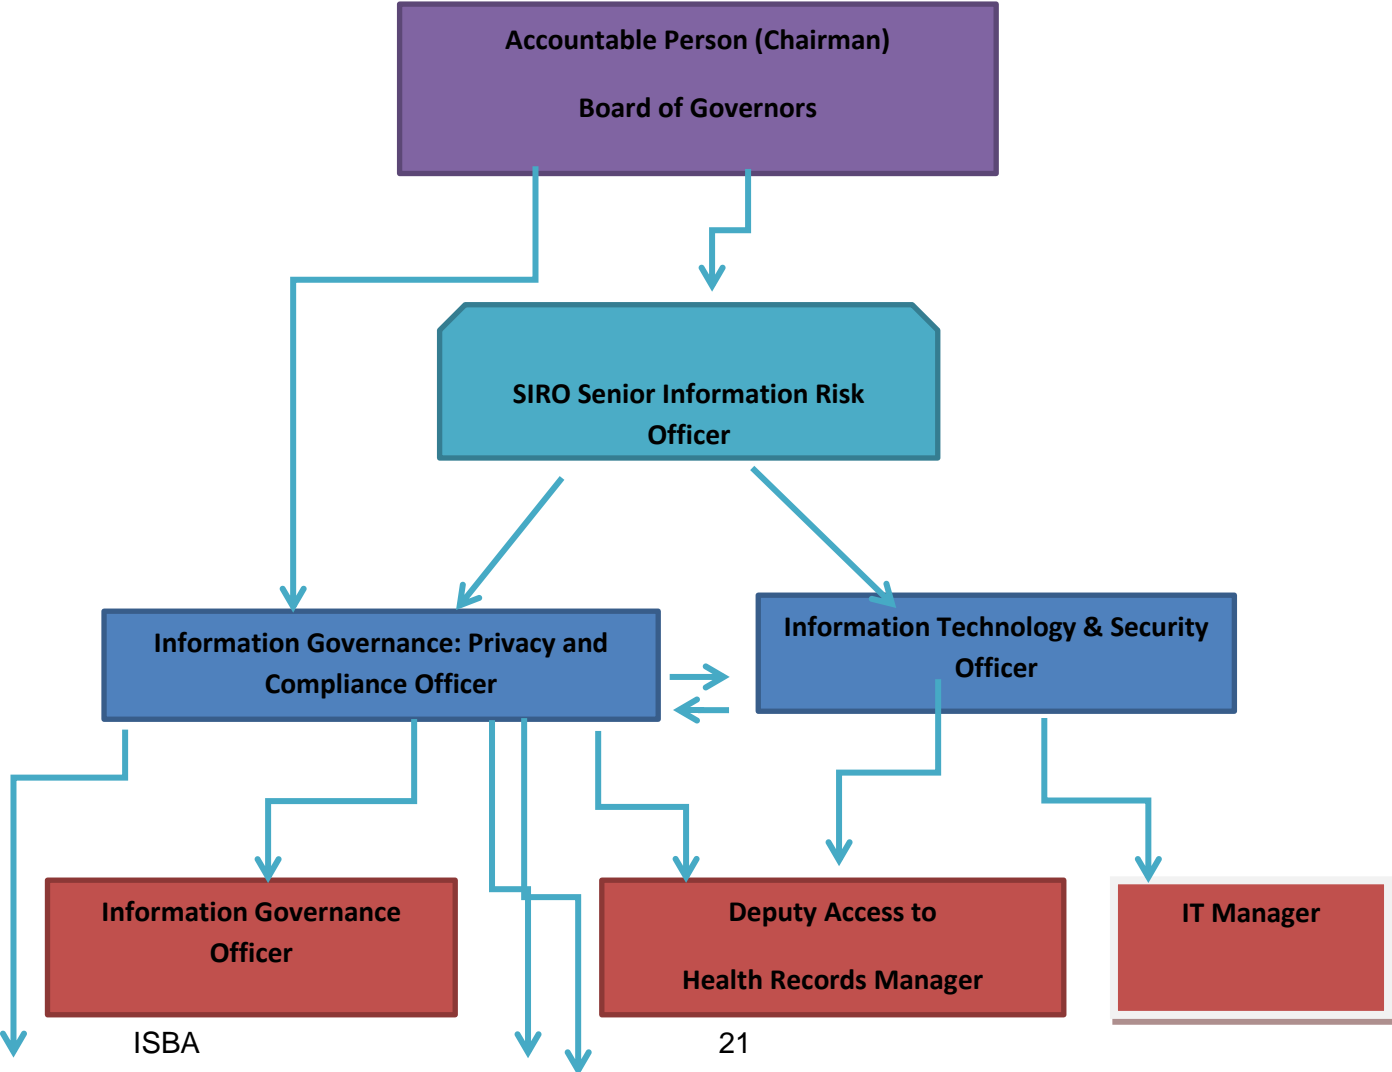 Accountable Person (Chairman)
Board of Governors
SIRO Senior Information Risk
Officer
Information Governance: Privacy and
Compliance Officer
Information Technology & Security
Officer
Information Governance
Officer
Deputy Access to
Health Records Manager
IT Manager
ISBA
21